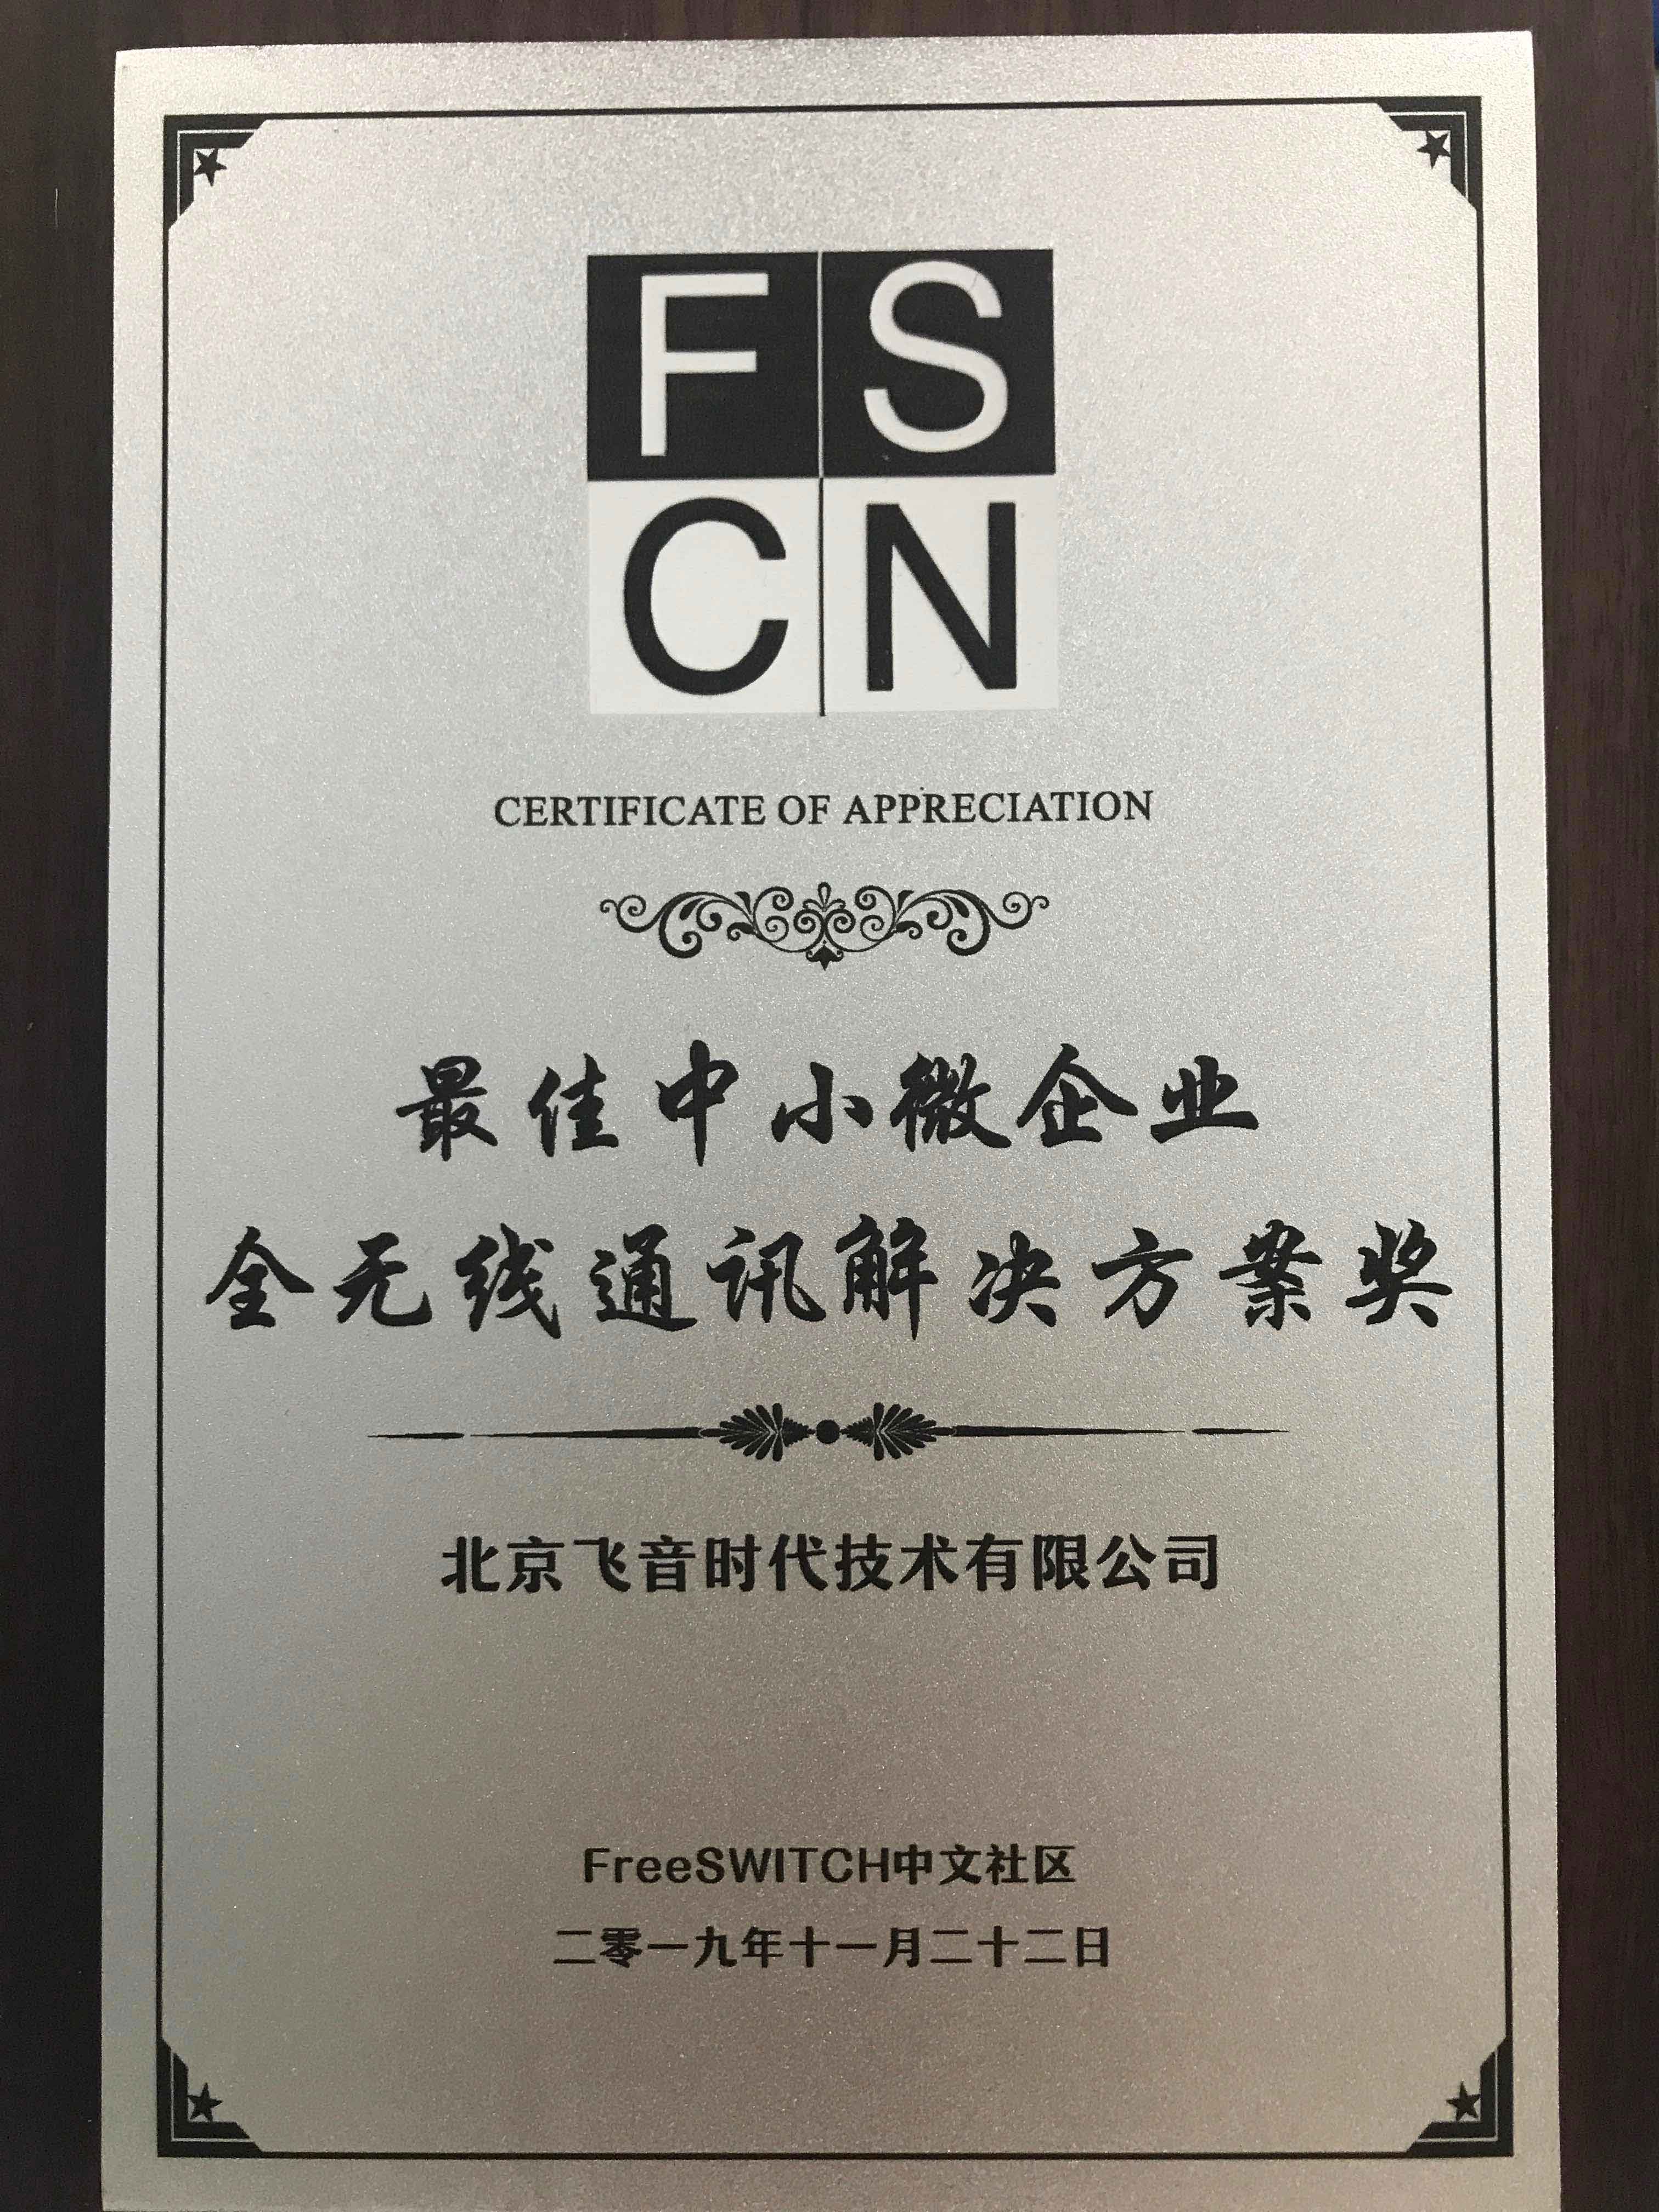 FS
CN
CERTIFICATE OF APPRECIATION
最佳中小微企业
全无线通讯解决方案奖
北京飞音时代技术有限公司
FreeSWITCH中文社区
二零一九年十一月二十二日